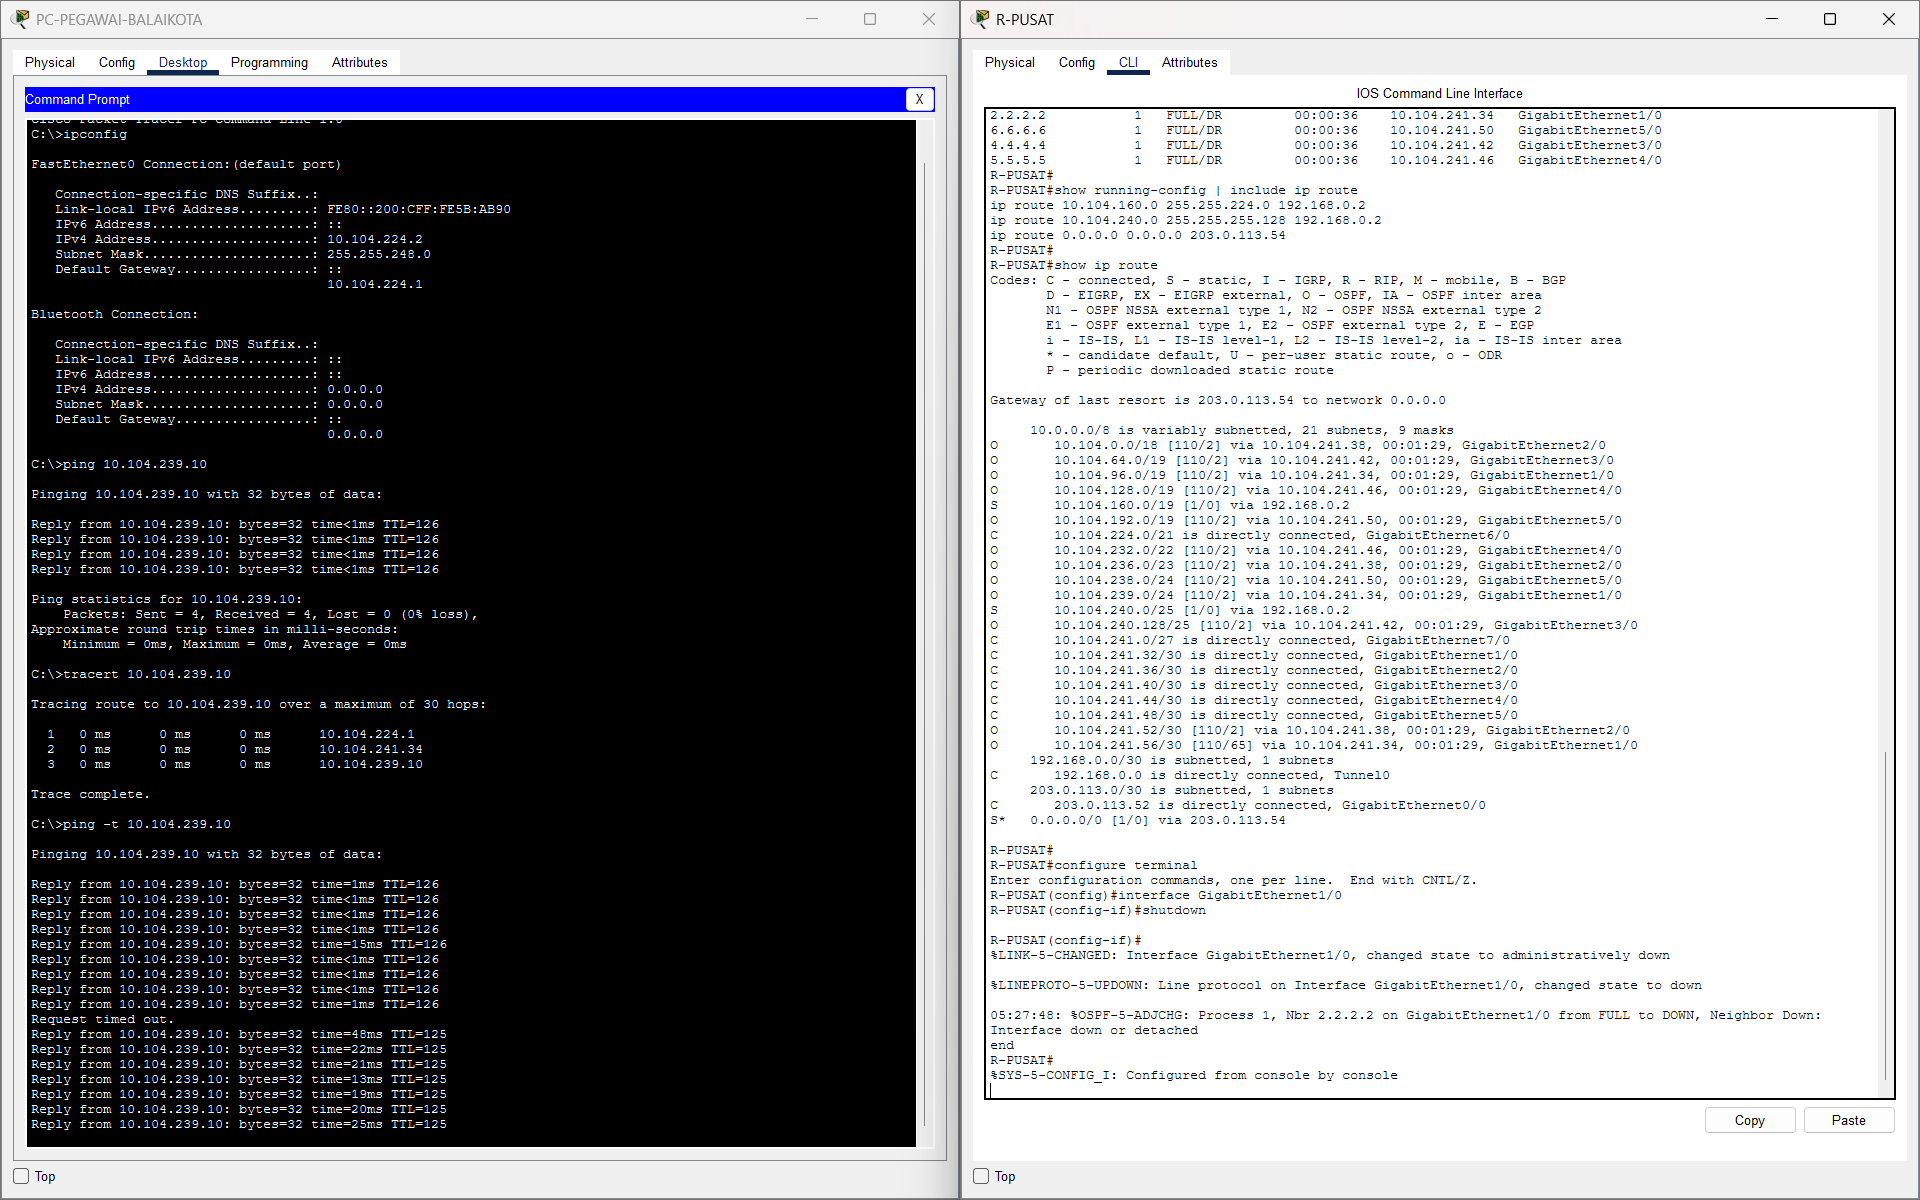 PC-PEGAWAI-BALAIKOTA
Physical Config Desktop Programming Attributes
Command Prompt X
Cisco Packet Tracer PC Command Line 1.0
C:\>ipconfig
FastEthernet0 Connection:(default port)
Connection-specific DNS Suffix..:
Link-local IPv6 Address.........: FE80::200:CFF:FE5B:AB90
IPv6 Address....................: ::
IPv4 Address....................: 10.104.224.2
Subnet Mask.....................: 255.255.248.0
Default Gateway.................: ::
10.104.224.1
Bluetooth Connection:
Connection-specific DNS Suffix..:
Link-local IPv6 Address.........: ::
IPv6 Address....................: ::
IPv4 Address....................: 0.0.0.0
Subnet Mask.....................: 0.0.0.0
Default Gateway.................: ::
0.0.0.0
C:\>ping 10.104.239.10
Pinging 10.104.239.10 with 32 bytes of data:
Reply from 10.104.239.10: bytes=32 time<1ms TTL=126
Reply from 10.104.239.10: bytes=32 time<1ms TTL=126
Reply from 10.104.239.10: bytes=32 time<1ms TTL=126
Reply from 10.104.239.10: bytes=32 time<1ms TTL=126
Ping statistics for 10.104.239.10:
Packets: Sent = 4, Received = 4, Lost = 0 (0% loss),
Approximate round trip times in milli-seconds:
Minimum = 0ms, Maximum = 0ms, Average = 0ms
C:\>tracert 10.104.239.10
Tracing route to 10.104.239.10 over a maximum of 30 hops:
1 0 ms 0 ms 0 ms 10.104.224.1
2 0 ms 0 ms 0 ms 10.104.241.34
3 0 ms 0 ms 0 ms 10.104.239.10
Trace complete.
C:\>ping -t 10.104.239.10
Pinging 10.104.239.10 with 32 bytes of data:
Reply from 10.104.239.10: bytes=32 time=1ms TTL=126
Reply from 10.104.239.10: bytes=32 time<1ms TTL=126
Reply from 10.104.239.10: bytes=32 time<1ms TTL=126
Reply from 10.104.239.10: bytes=32 time<1ms TTL=126
Reply from 10.104.239.10: bytes=32 time=15ms TTL=126
Reply from 10.104.239.10: bytes=32 time<1ms TTL=126
Reply from 10.104.239.10: bytes=32 time<1ms TTL=126
Reply from 10.104.239.10: bytes=32 time<1ms TTL=126
Reply from 10.104.239.10: bytes=32 time=1ms TTL=126
Request timed out.
Reply from 10.104.239.10: bytes=32 time=48ms TTL=125
Reply from 10.104.239.10: bytes=32 time=22ms TTL=125
Reply from 10.104.239.10: bytes=32 time=21ms TTL=125
Reply from 10.104.239.10: bytes=32 time=13ms TTL=125
Reply from 10.104.239.10: bytes=32 time=19ms TTL=125
Reply from 10.104.239.10: bytes=32 time=20ms TTL=125
Reply from 10.104.239.10: bytes=32 time=25ms TTL=125
Top
R-PUSAT
Physical Config CLI Attributes
IOS Command Line Interface
2.2.2.2 1 FULL/DR 00:00:36 10.104.241.34 GigabitEthernet1/0
6.6.6.6 1 FULL/DR 00:00:36 10.104.241.50 GigabitEthernet5/0
4.4.4.4 1 FULL/DR 00:00:36 10.104.241.42 GigabitEthernet3/0
5.5.5.5 1 FULL/DR 00:00:36 10.104.241.46 GigabitEthernet4/0
R-PUSAT#
R-PUSAT#show running-config | include ip route
ip route 10.104.160.0 255.255.224.0 192.168.0.2
ip route 10.104.240.0 255.255.255.128 192.168.0.2
ip route 0.0.0.0 0.0.0.0 203.0.113.54
R-PUSAT#
R-PUSAT#show ip route
Codes: C - connected, S - static, I - IGRP, R - RIP, M - mobile, B - BGP
D - EIGRP, EX - EIGRP external, O - OSPF, IA - OSPF inter area
N1 - OSPF NSSA external type 1, N2 - OSPF NSSA external type 2
E1 - OSPF external type 1, E2 - OSPF external type 2, E - EGP
i - IS-IS, L1 - IS-IS level-1, L2 - IS-IS level-2, ia - IS-IS inter area
* - candidate default, U - per-user static route, o - ODR
P - periodic downloaded static route
Gateway of last resort is 203.0.113.54 to network 0.0.0.0
10.0.0.0/8 is variably subnetted, 21 subnets, 9 masks
O 10.104.0.0/18 [110/2] via 10.104.241.38, 00:01:29, GigabitEthernet2/0
O 10.104.64.0/19 [110/2] via 10.104.241.42, 00:01:29, GigabitEthernet3/0
O 10.104.96.0/19 [110/2] via 10.104.241.34, 00:01:29, GigabitEthernet1/0
O 10.104.128.0/19 [110/2] via 10.104.241.46, 00:01:29, GigabitEthernet4/0
S 10.104.160.0/19 [1/0] via 192.168.0.2
O 10.104.192.0/19 [110/2] via 10.104.241.50, 00:01:29, GigabitEthernet5/0
C 10.104.224.0/21 is directly connected, GigabitEthernet6/0
O 10.104.232.0/22 [110/2] via 10.104.241.46, 00:01:29, GigabitEthernet4/0
O 10.104.236.0/23 [110/2] via 10.104.241.38, 00:01:29, GigabitEthernet2/0
O 10.104.238.0/24 [110/2] via 10.104.241.50, 00:01:29, GigabitEthernet5/0
O 10.104.239.0/24 [110/2] via 10.104.241.34, 00:01:29, GigabitEthernet1/0
S 10.104.240.0/25 [1/0] via 192.168.0.2
O 10.104.240.128/25 [110/2] via 10.104.241.42, 00:01:29, GigabitEthernet3/0
C 10.104.241.0/27 is directly connected, GigabitEthernet7/0
C 10.104.241.32/30 is directly connected, GigabitEthernet1/0
C 10.104.241.36/30 is directly connected, GigabitEthernet2/0
C 10.104.241.40/30 is directly connected, GigabitEthernet3/0
C 10.104.241.44/30 is directly connected, GigabitEthernet4/0
C 10.104.241.48/30 is directly connected, GigabitEthernet5/0
O 10.104.241.52/30 [110/2] via 10.104.241.38, 00:01:29, GigabitEthernet2/0
O 10.104.241.56/30 [110/65] via 10.104.241.34, 00:01:29, GigabitEthernet1/0
192.168.0.0/30 is subnetted, 1 subnets
C 192.168.0.0 is directly connected, Tunnel0
203.0.113.0/30 is subnetted, 1 subnets
C 203.0.113.52 is directly connected, GigabitEthernet0/0
S* 0.0.0.0/0 [1/0] via 203.0.113.54
R-PUSAT#
R-PUSAT#configure terminal
Enter configuration commands, one per line. End with CNTL/Z.
R-PUSAT(config)#interface GigabitEthernet1/0
R-PUSAT(config-if)#shutdown
R-PUSAT(config-if)#
%LINK-5-CHANGED: Interface GigabitEthernet1/0, changed state to administratively down
%LINEPROTO-5-UPDOWN: Line protocol on Interface GigabitEthernet1/0, changed state to down
05:27:48: %OSPF-5-ADJCHG: Process 1, Nbr 2.2.2.2 on GigabitEthernet1/0 from FULL to DOWN, Neighbor Down:
Interface down or detached
end
R-PUSAT#
%SYS-5-CONFIG_I: Configured from console by console
Copy Paste
Top